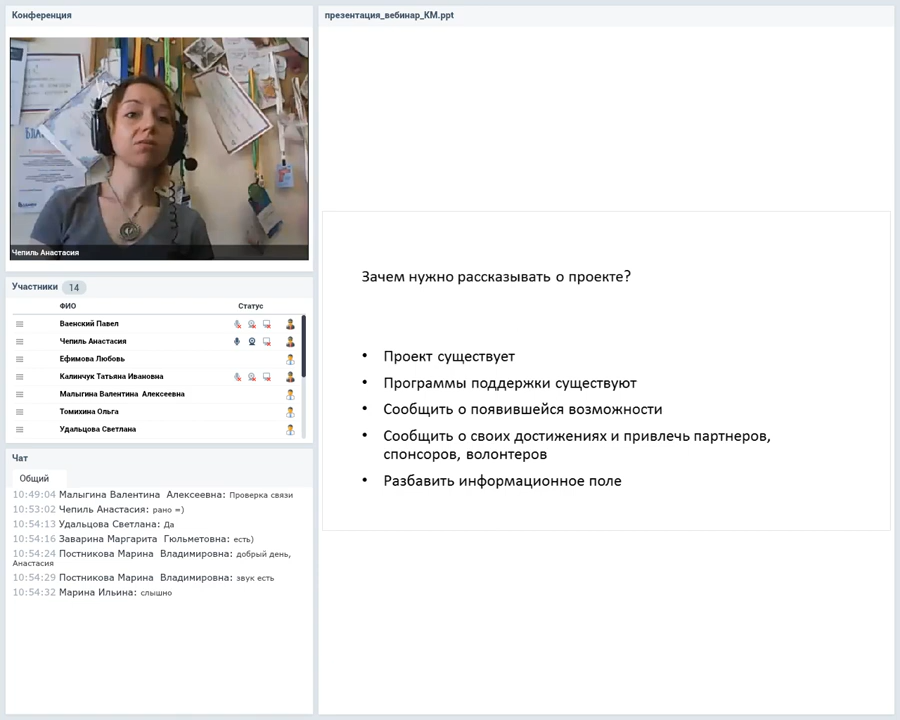 Конференция
БЛА
Чепиль Анастасия
Участники 14
ФИО Статус
Ваенский Павел
Чепиль Анастасия
Ефимова Любовь
Калинчук Татьяна Ивановна
Малыгина Валентина Алексеевна
Томихина Ольга
Удальцова Светлана
Чат
Общий
10:49:04 Малыгина Валентина Алексеевна: Проверка связи
10:53:02 Чепиль Анастасия: рано =)
10:54:13 Удальцова Светлана: Да
10:54:16 Заварина Маргарита Гюльметовна: есть)
10:54:24 Постникова Марина Владимировна: добрый день,
Анастасия
10:54:29 Постникова Марина Владимировна: звук есть
10:54:32 Марина Ильина: слышно
презентация_вебинар_КМ.ppt
Зачем нужно рассказывать о проекте?
• Проект существует
• Программы поддержки существуют
• Сообщить о появившейся возможности
• Сообщить о своих достижениях и привлечь партнеров,
спонсоров, волонтеров
• Разбавить информационное поле